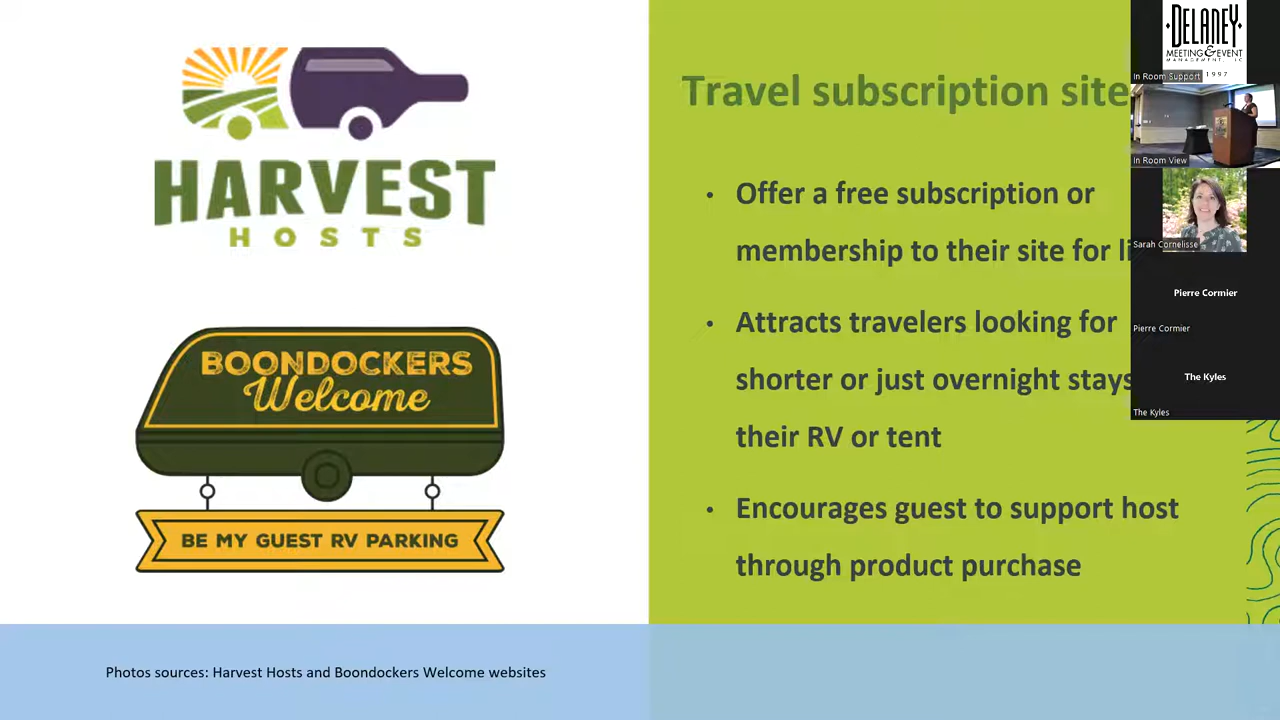 HARVEST
HOSTS
BOONDOCKERS
Welcome
BE MY GUEST RV PARKING
Photos sources: Harvest Hosts and Boondockers Welcome websites
Travel subscription site
• Offer a free subscription or
membership to their site for li
• Attracts travelers looking for
shorter or just overnight stays
their RV or tent
• Encourages guest to support host
through product purchase
DELANEY
MEETING & EVENT
1997
In Room Support
In Room View
Sarah Cornelisse
Pierre Cormier
Pierre Cormier
The Kyles
The Kyles